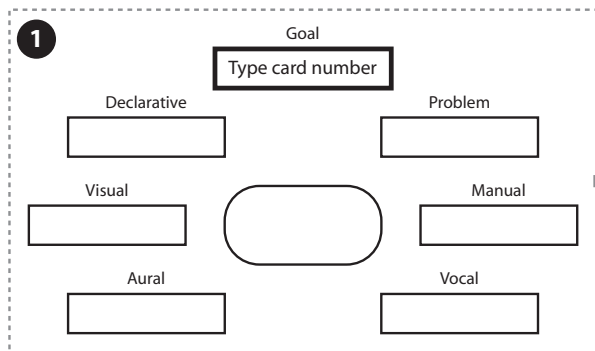 1
Goal
Type card number
Declarative
Problem
Visual
Manual
Aural
Vocal